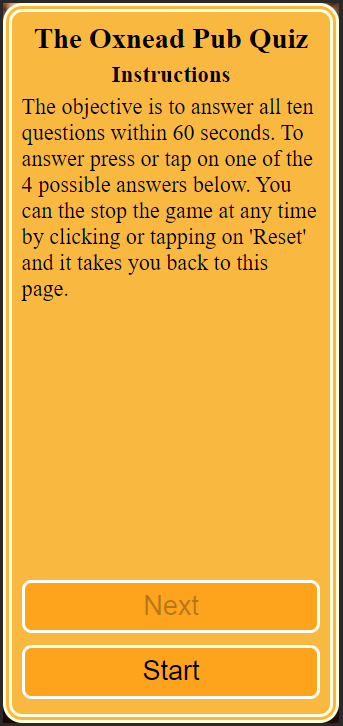 The Oxnead Pub Quiz
Instructions
The objective is to answer all ten
questions within 60 seconds. To
answer press or tap on one of the
4 possible answers below. You
can the stop the game at any time
by clicking or tapping on 'Reset'
and it takes you back to this
page.
Next
Start